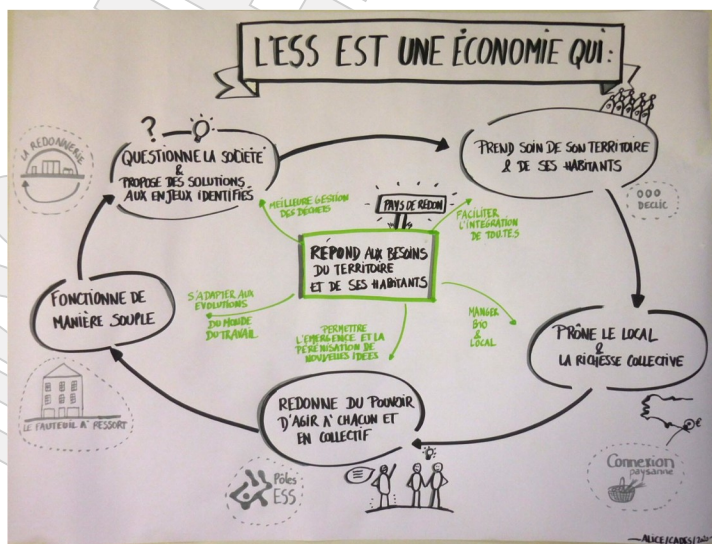 L'ESS EST UNE ÉCONOMIE QUI:
LA REDONNERIE
?
QUESTIONNE LA SOCIÉTÉ
&
PROPOSE DES SOLUTIONS
AUX ENJEUX IDENTIFIÉS
PREND SOIN DE SON TERRITOIRE
& DE SES HABITANTS
DECLIC
MEILLEURE GESTION
DES DÉCHETS
PAYS DE REDON
FACILITER
L'INTÉGRATION
DE TOUTES
RÉPOND AUX BESOINS
DU TERRITOIRE
ET DE SES HABITANTS
FONCTIONNE DE
MANIÈRE SOUPLE
S'ADAPTER AUX
ÉVOLUTIONS
DU MONDE
DU TRAVAIL
PERMETTRE
L'ÉMERGENCE ET LA
PÉRENISATION DE
NOUVELLES IDÉES
MANGER
BIO
&
LOCAL
PRÔNE LE LOCAL
&
LA RICHESSE COLLECTIVE
LE FAUTEUIL À RESSORT
REDONNE DU POUVOIR
D'AGIR À CHACUN ET
EN COLLECTIF
€
Pôles
ESS
Connexion
paysanne